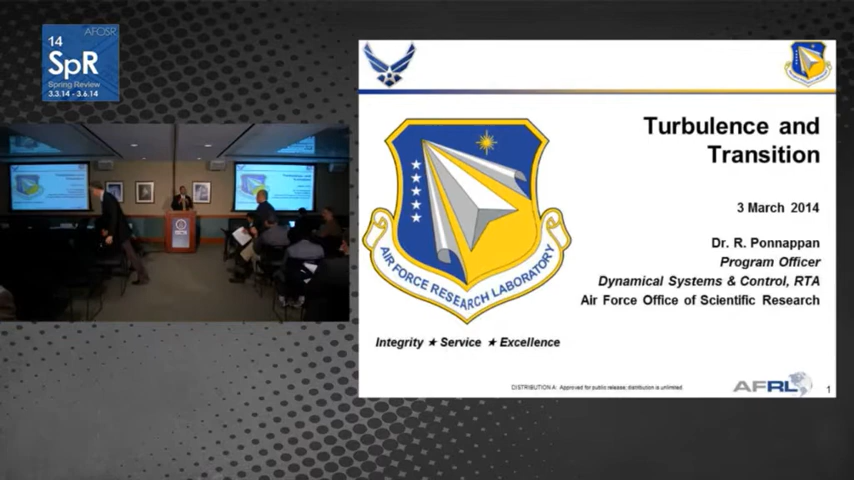 AFOSR
14
SpR
Spring Review
3.3.14 - 3.6.14
Turbulence and
Transition
3 March 2014
Dr. R. Ponnappan
Program Officer
Dynamical Systems & Control, RTA
Air Force Office of Scientific Research
AIR FORCE RESEARCH LABORATORY
Integrity ★ Service ★ Excellence
DISTRIBUTION A: Approved for public release; distribution is unlimited.
AFRL
1